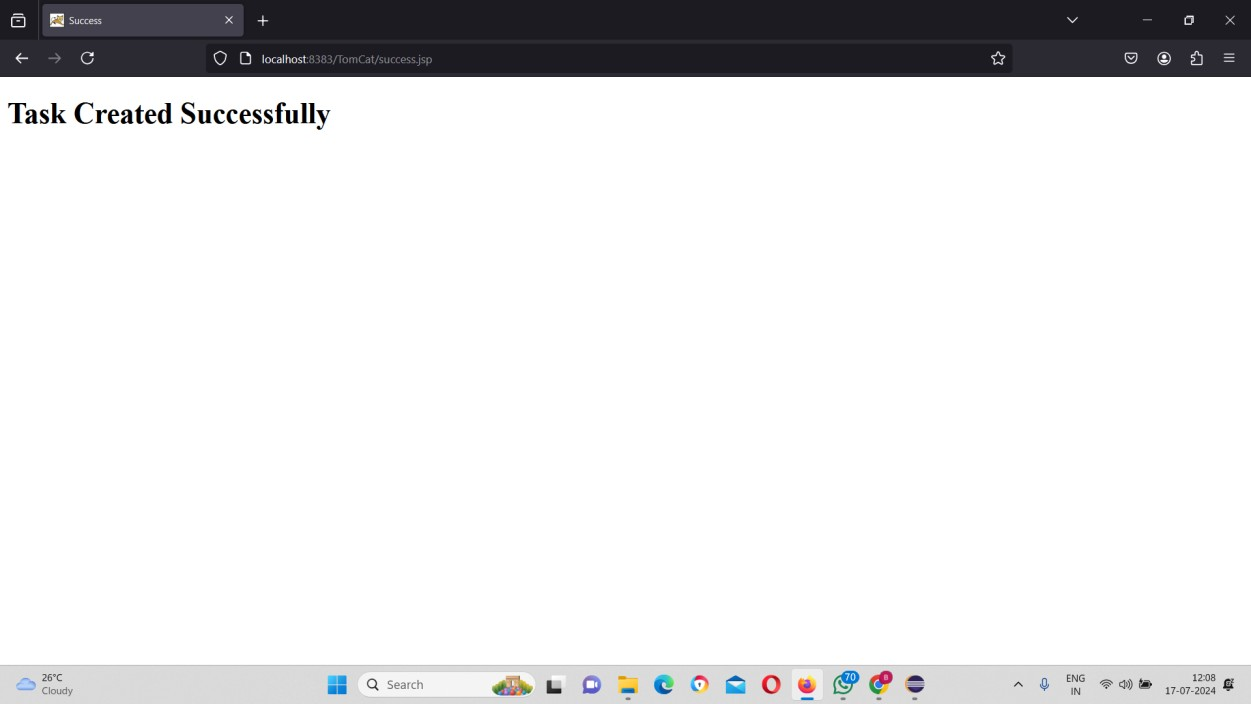 Success
localhost:8383/TomCat/success.jsp
Task Created Successfully
26°C
Cloudy
Search
70
8
ENG
IN
12:08
17-07-2024